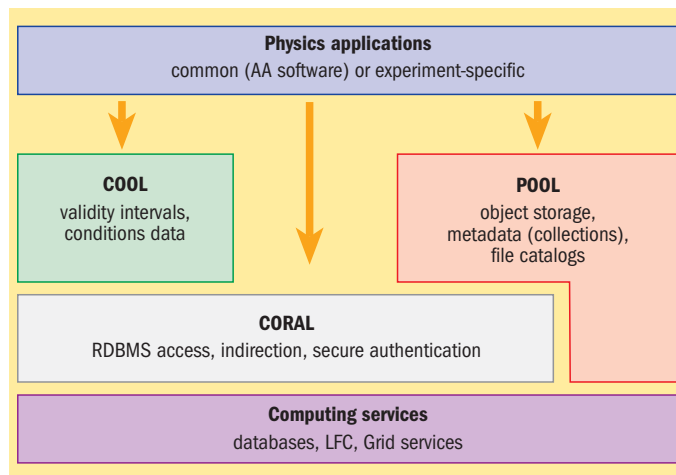 Physics applications
common (AA software) or experiment-specific
COOL
validity intervals,
conditions data
POOL
object storage,
metadata (collections),
file catalogs
CORAL
RDBMS access, indirection, secure authentication
Computing services
databases, LFC, Grid services